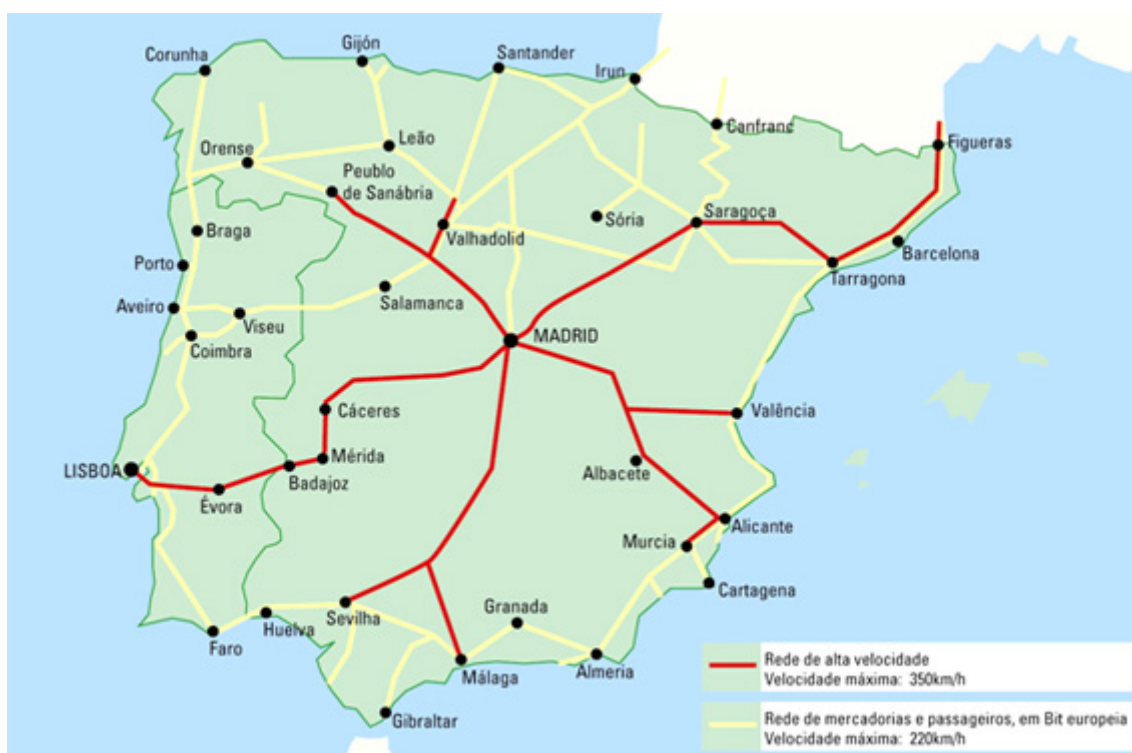 Gijón
Santander
Corunha
Irun
Canfranc
Leão
Figueras
Orense
Peublo
de Sanábria
Saragoça
Sória
Braga
Valhadolid
Barcelona
Porto
Tarragona
Salamanca
Aveiro
Viseu
MADRID
Coimbra
Cáceres
Valência
Mérida
LISBOA
Albacete
Badajoz
Évora
Alicante
Murcia
Cartagena
Granada
Sevilha
Huelva
Faro
Málaga
Almeria
Gibraltar
Rede de alta velocidade
Velocidade máxima: 350km/h
Rede de mercadorias e passageiros, em Bit europeia
Velocidade máxima: 220km/h